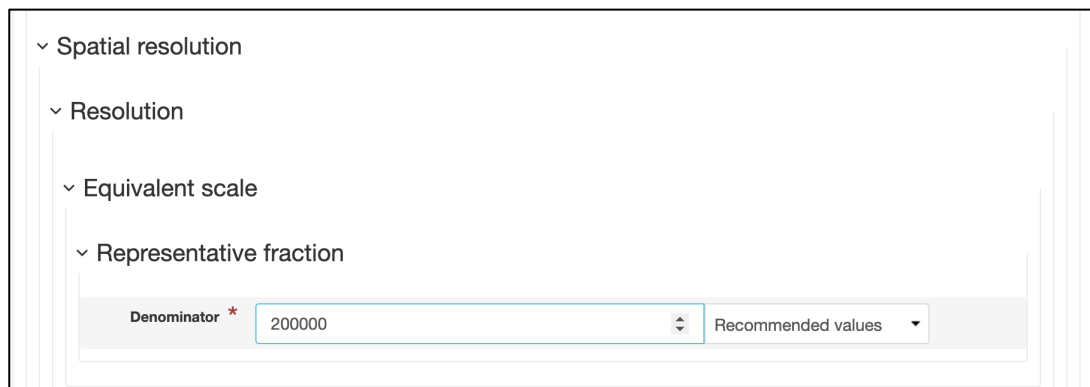 Spatial resolution
Resolution
Equivalent scale
Representative fraction
Denominator * 200000 Recommended values